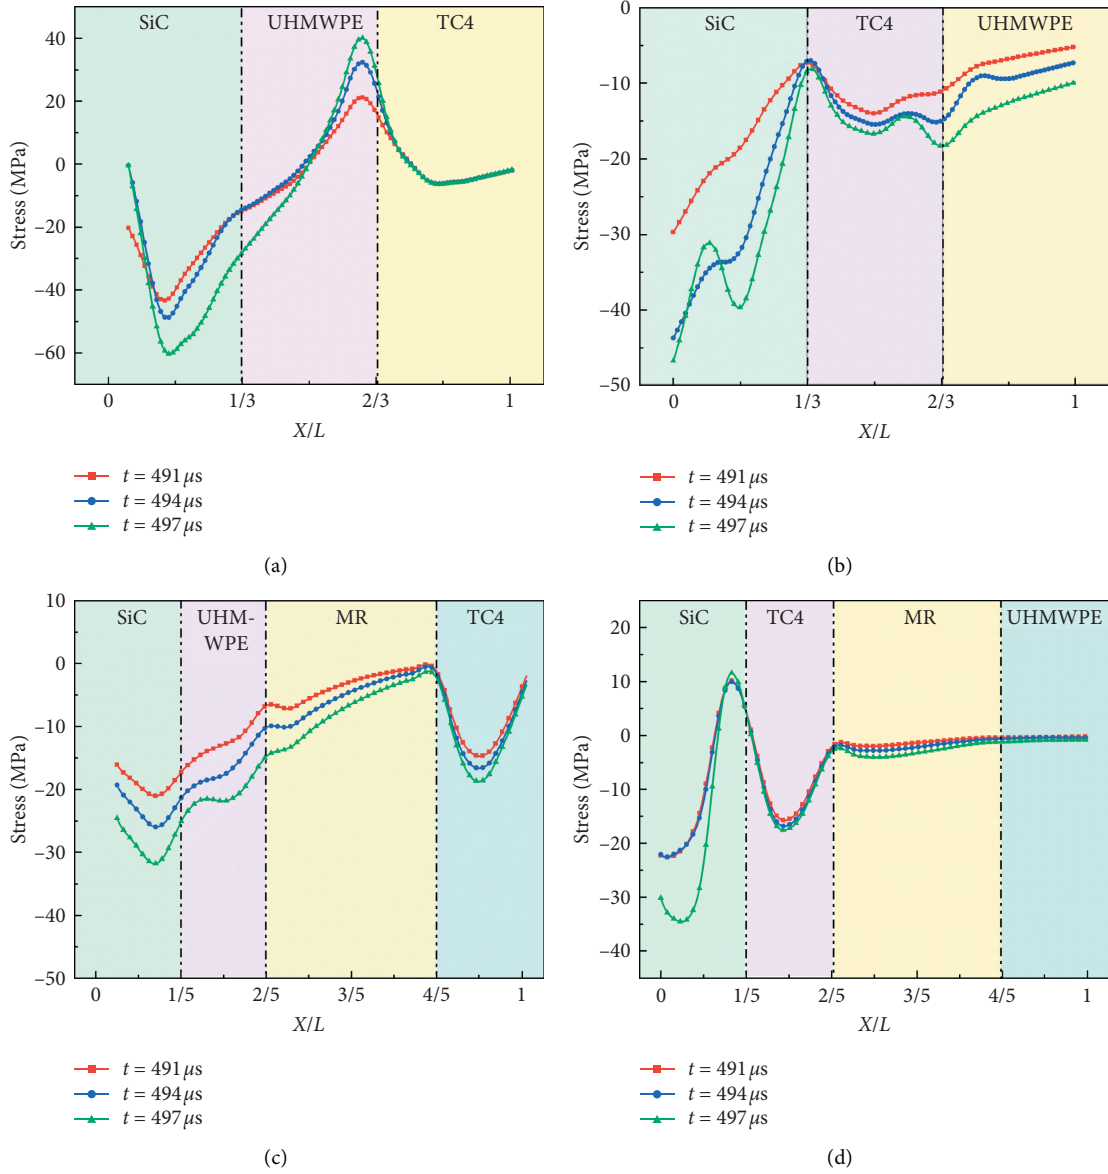 SiC UHMWPE TC4
60
40
20
0
−20
−40
−60
Stress (MPa)
0 1/3 2/3 1
X/L
t = 491 μs
t = 494 μs
t = 497 μs
(a)
SiC TC4 UHMWPE
0
−10
−20
−30
−40
−50
Stress (MPa)
0 1/3 2/3 1
X/L
t = 491 μs
t = 494 μs
t = 497 μs
(b)
SiC UHM- MR TC4
WPE
10
0
−10
−20
−30
−40
−50
Stress (MPa)
0 1/5 2/5 3/5 4/5 1
X/L
t = 491 μs
t = 494 μs
t = 497 μs
(c)
SiC TC4 MR UHMWPE
20
10
0
−10
−20
−30
−40
Stress (MPa)
0 1/5 2/5 3/5 4/5 1
X/L
t = 491 μs
t = 494 μs
t = 497 μs
(d)